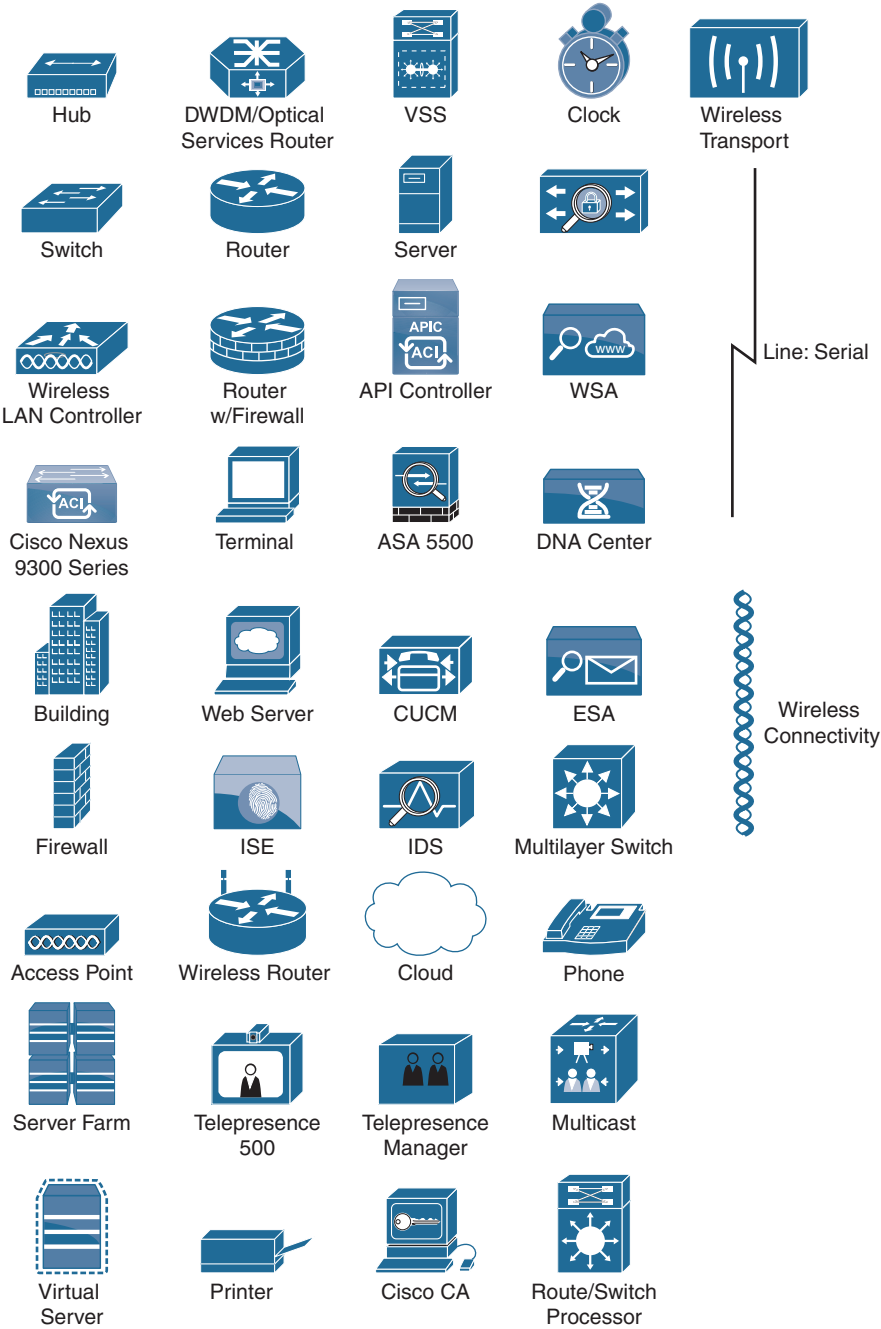 Hub
DWDM/Optical
Services Router
VSS
Clock
Wireless
Transport
Switch
Router
Server
Line: Serial
Wireless
LAN Controller
Router
w/Firewall
APIC
ACI
API Controller
www
WSA
ACI
Cisco Nexus
9300 Series
Terminal
ASA 5500
DNA Center
Building
Web Server
CUCM
ESA
Wireless
Connectivity
Firewall
ISE
IDS
Multilayer Switch
Access Point
Wireless Router
Cloud
Phone
Server Farm
Telepresence
500
Telepresence
Manager
Multicast
Virtual
Server
Printer
Cisco CA
Route/Switch
Processor